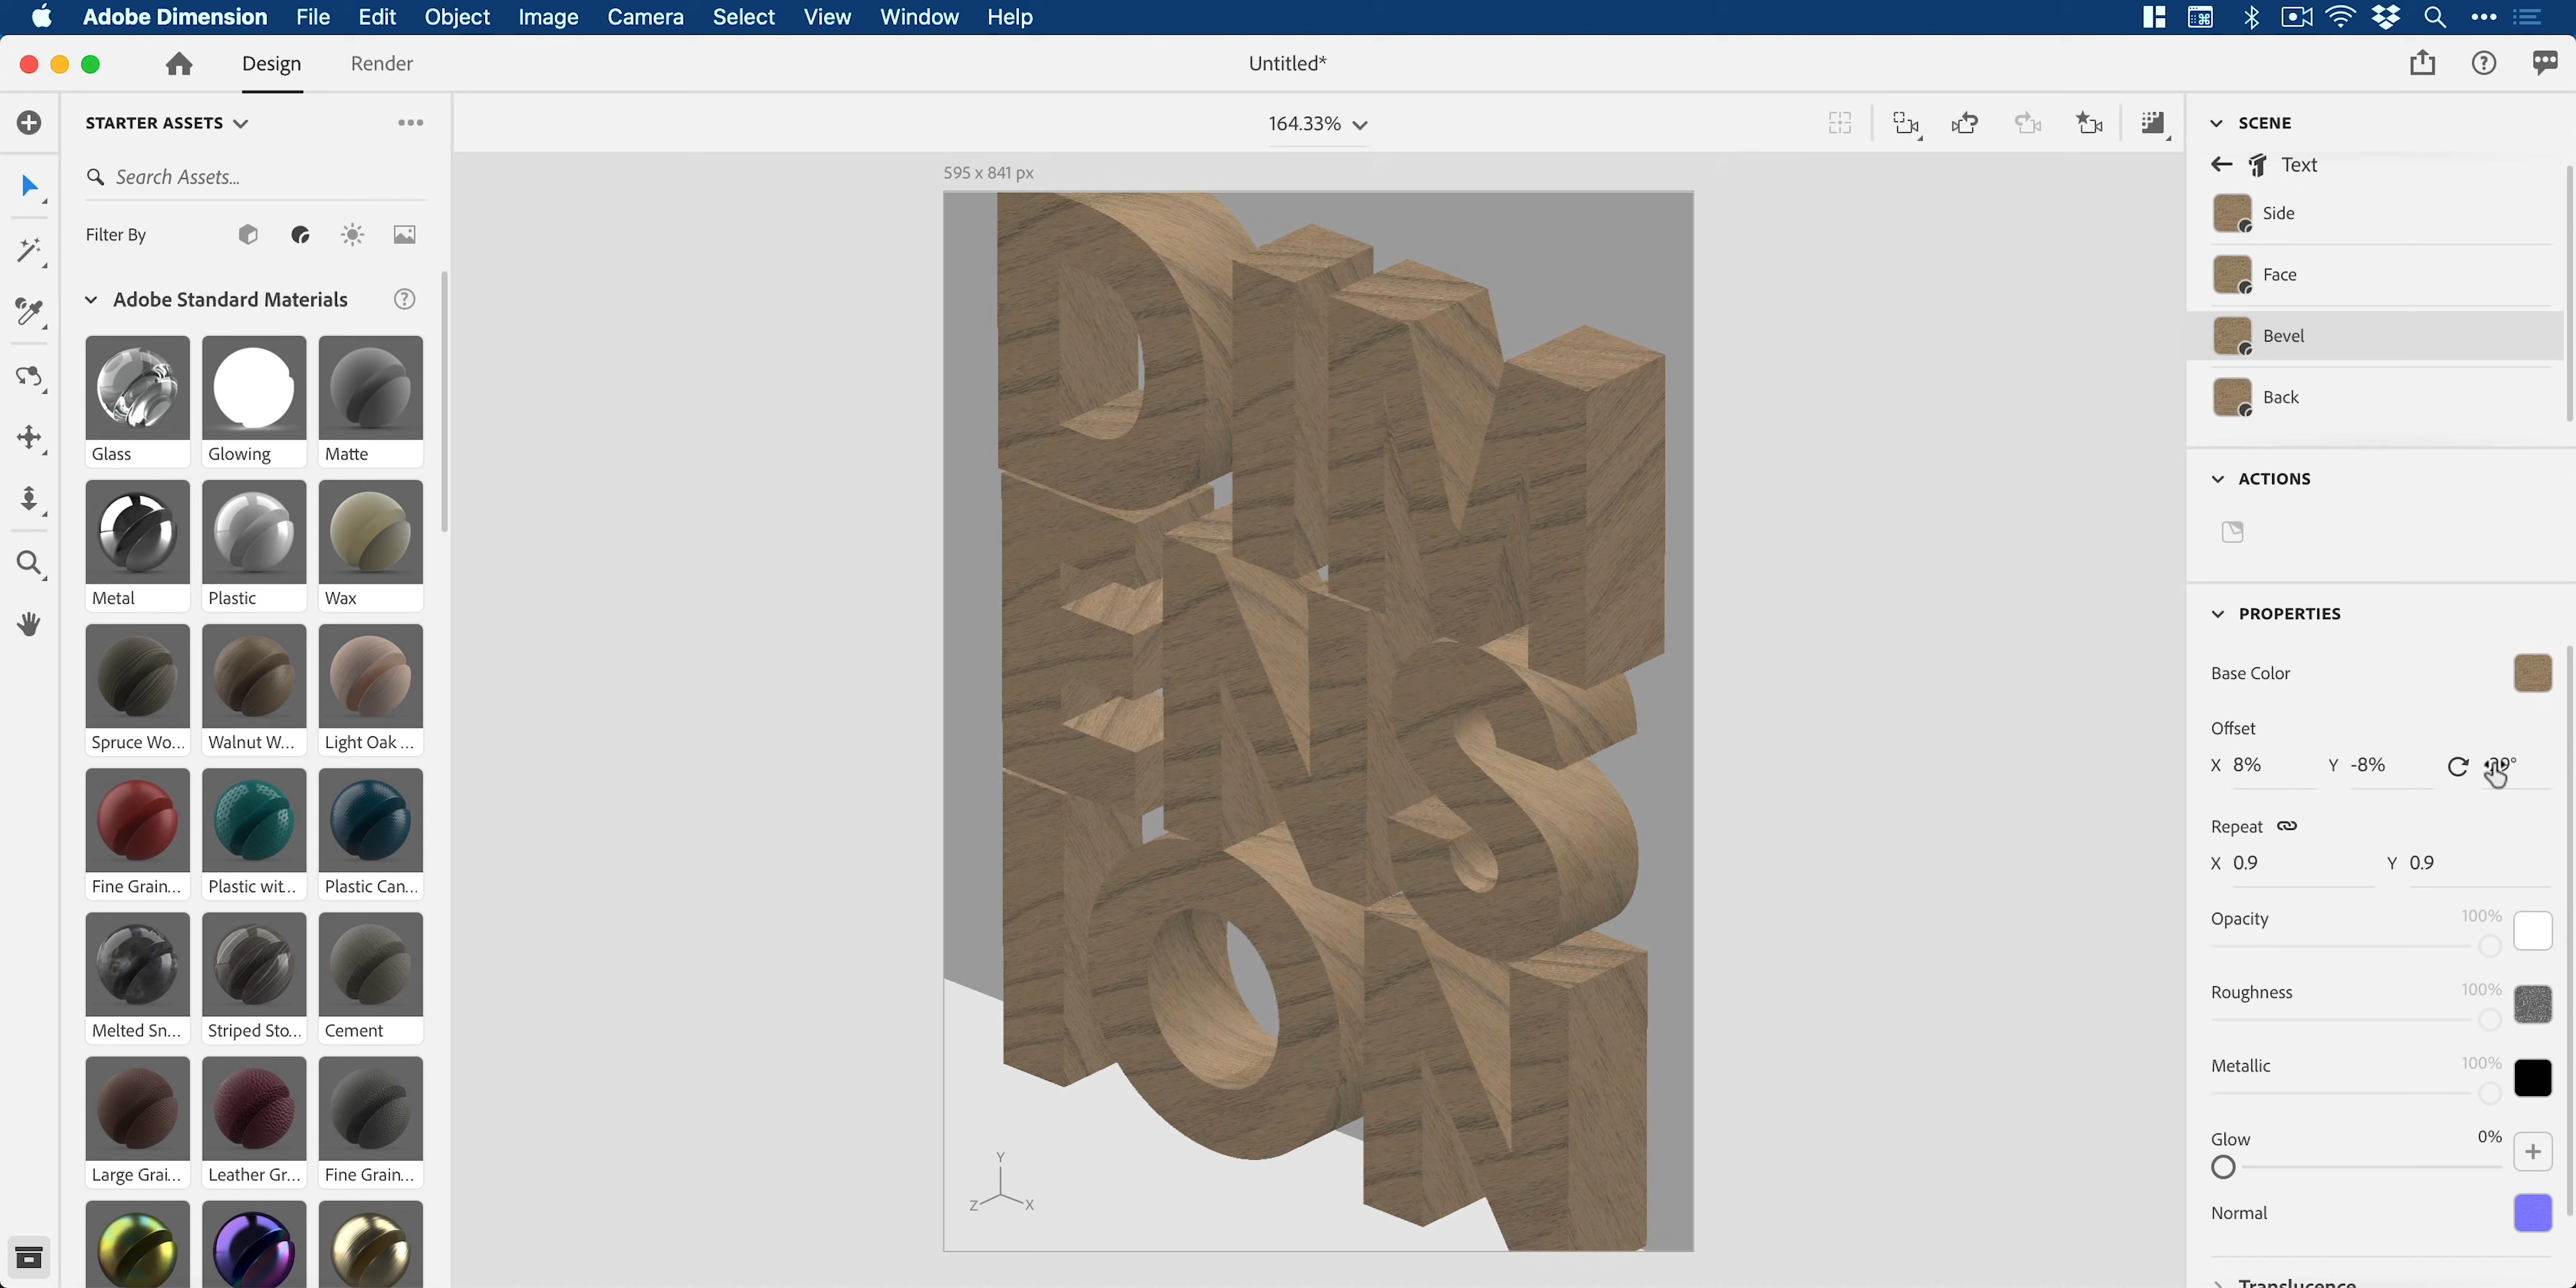 Adobe Dimension File Edit Object Image Camera Select View Window Help
Design Render Untitled*
STARTER ASSETS
Search Assets...
Filter By
Adobe Standard Materials
Glass Glowing Matte
Metal Plastic Wax
Spruce Wo... Walnut W... Light Oak ...
Fine Grain... Plastic wit... Plastic Can...
Melted Sn... Striped Sto... Cement
Large Grai... Leather Gr... Fine Grain...
164.33%
595 x 841 px
DIM
ENS
ION
Y
Z X
SCENE
Text
Side
Face
Bevel
Back
ACTIONS
PROPERTIES
Base Color
Offset
X 8% Y -8%
Repeat
X 0.9 Y 0.9
Opacity 100%
Roughness 100%
Metallic 100%
Glow 0%
Normal
Translucence